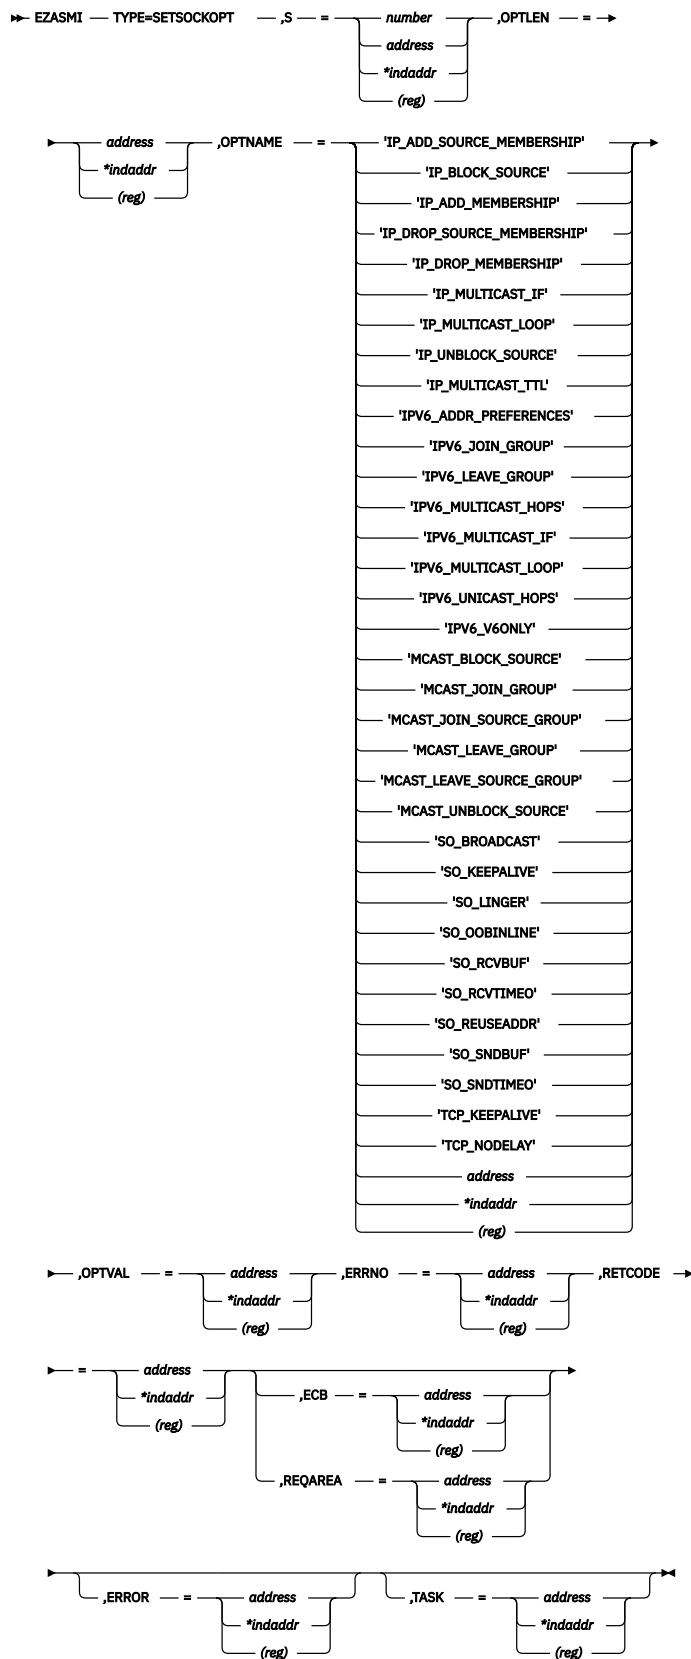 EZASMI TYPE=SETSOCKOPT ,S = number ,OPTLEN =
address
*indaddr
(reg)
address ,OPTNAME = 'IP_ADD_SOURCE_MEMBERSHIP'
*indaddr 'IP_BLOCK_SOURCE'
(reg) 'IP_ADD_MEMBERSHIP'
'IP_DROP_SOURCE_MEMBERSHIP'
'IP_DROP_MEMBERSHIP'
'IP_MULTICAST_IF'
'IP_MULTICAST_LOOP'
'IP_UNBLOCK_SOURCE'
'IP_MULTICAST_TTL'
'IPV6_ADDR_PREFERENCES'
'IPV6_JOIN_GROUP'
'IPV6_LEAVE_GROUP'
'IPV6_MULTICAST_HOPS'
'IPV6_MULTICAST_IF'
'IPV6_MULTICAST_LOOP'
'IPV6_UNICAST_HOPS'
'IPV6_V6ONLY'
'MCAST_BLOCK_SOURCE'
'MCAST_JOIN_GROUP'
'MCAST_JOIN_SOURCE_GROUP'
'MCAST_LEAVE_GROUP'
'MCAST_LEAVE_SOURCE_GROUP'
'MCAST_UNBLOCK_SOURCE'
'SO_BROADCAST'
'SO_KEEPALIVE'
'SO_LINGER'
'SO_OOBINLINE'
'SO_RCVBUF'
'SO_RCVTIMEO'
'SO_REUSEADDR'
'SO_SNDBUF'
'SO_SNDTIMEO'
'TCP_KEEPALIVE'
'TCP_NODELAY'
address
*indaddr
(reg)
,OPTVAL = address ,ERRNO = address ,RETCODE
*indaddr *indaddr
(reg) (reg)
= address
*indaddr ,ECB = address
(reg) *indaddr
(reg)
,REQAREA = address
*indaddr
(reg)
,ERROR = address ,TASK = address
*indaddr *indaddr
(reg) (reg)